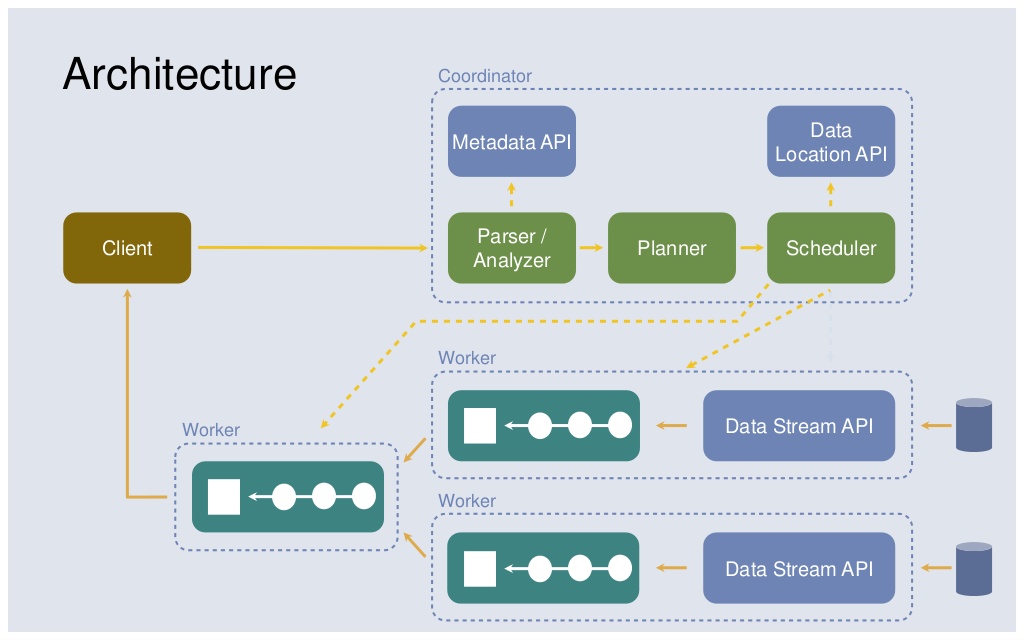 Architecture
Coordinator
Metadata API
Data
Location API
Client
Parser /
Analyzer
Planner
Scheduler
Worker
Data Stream API
Worker
Worker
Data Stream API